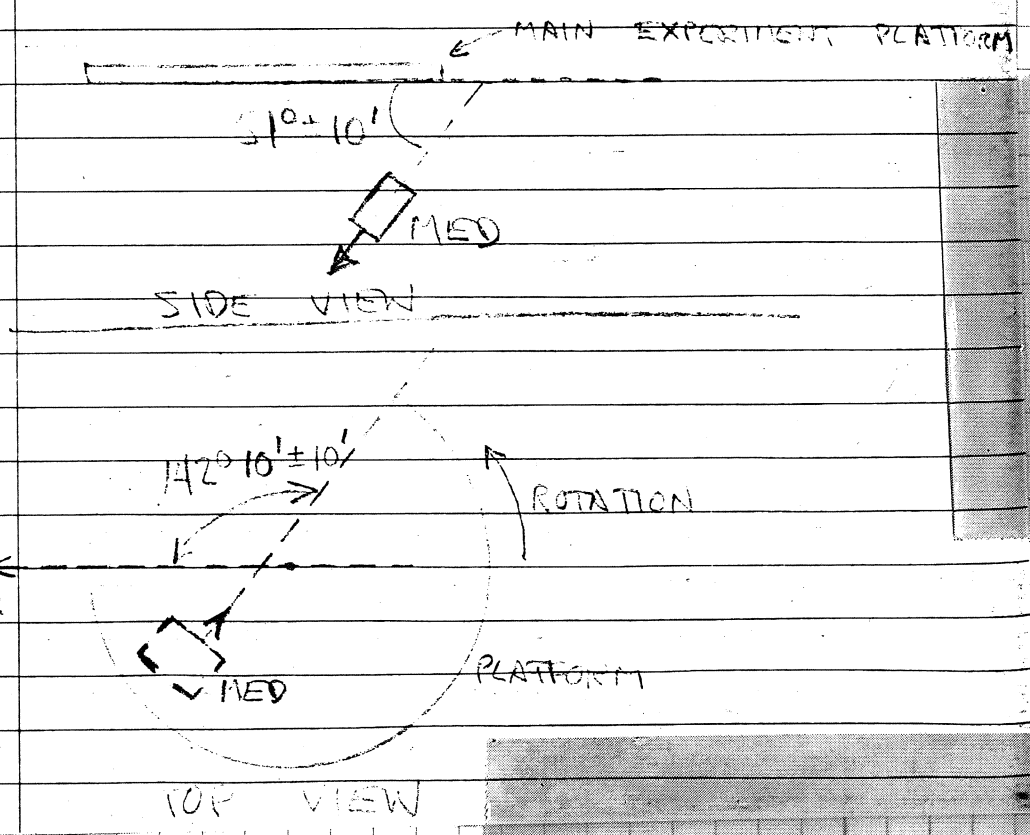 MAIN EXPERIMENT PLATFORM
51°±10'
MED
SIDE VIEW
142°10'±10'
ROTATION
MED
PLATFORM
TOP VIEW